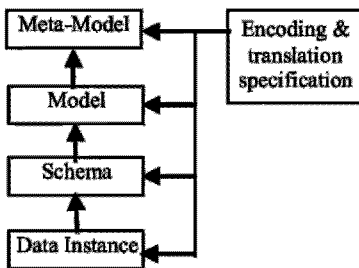 Meta-Model
Encoding &
translation
specification
Model
Schema
Data Instance